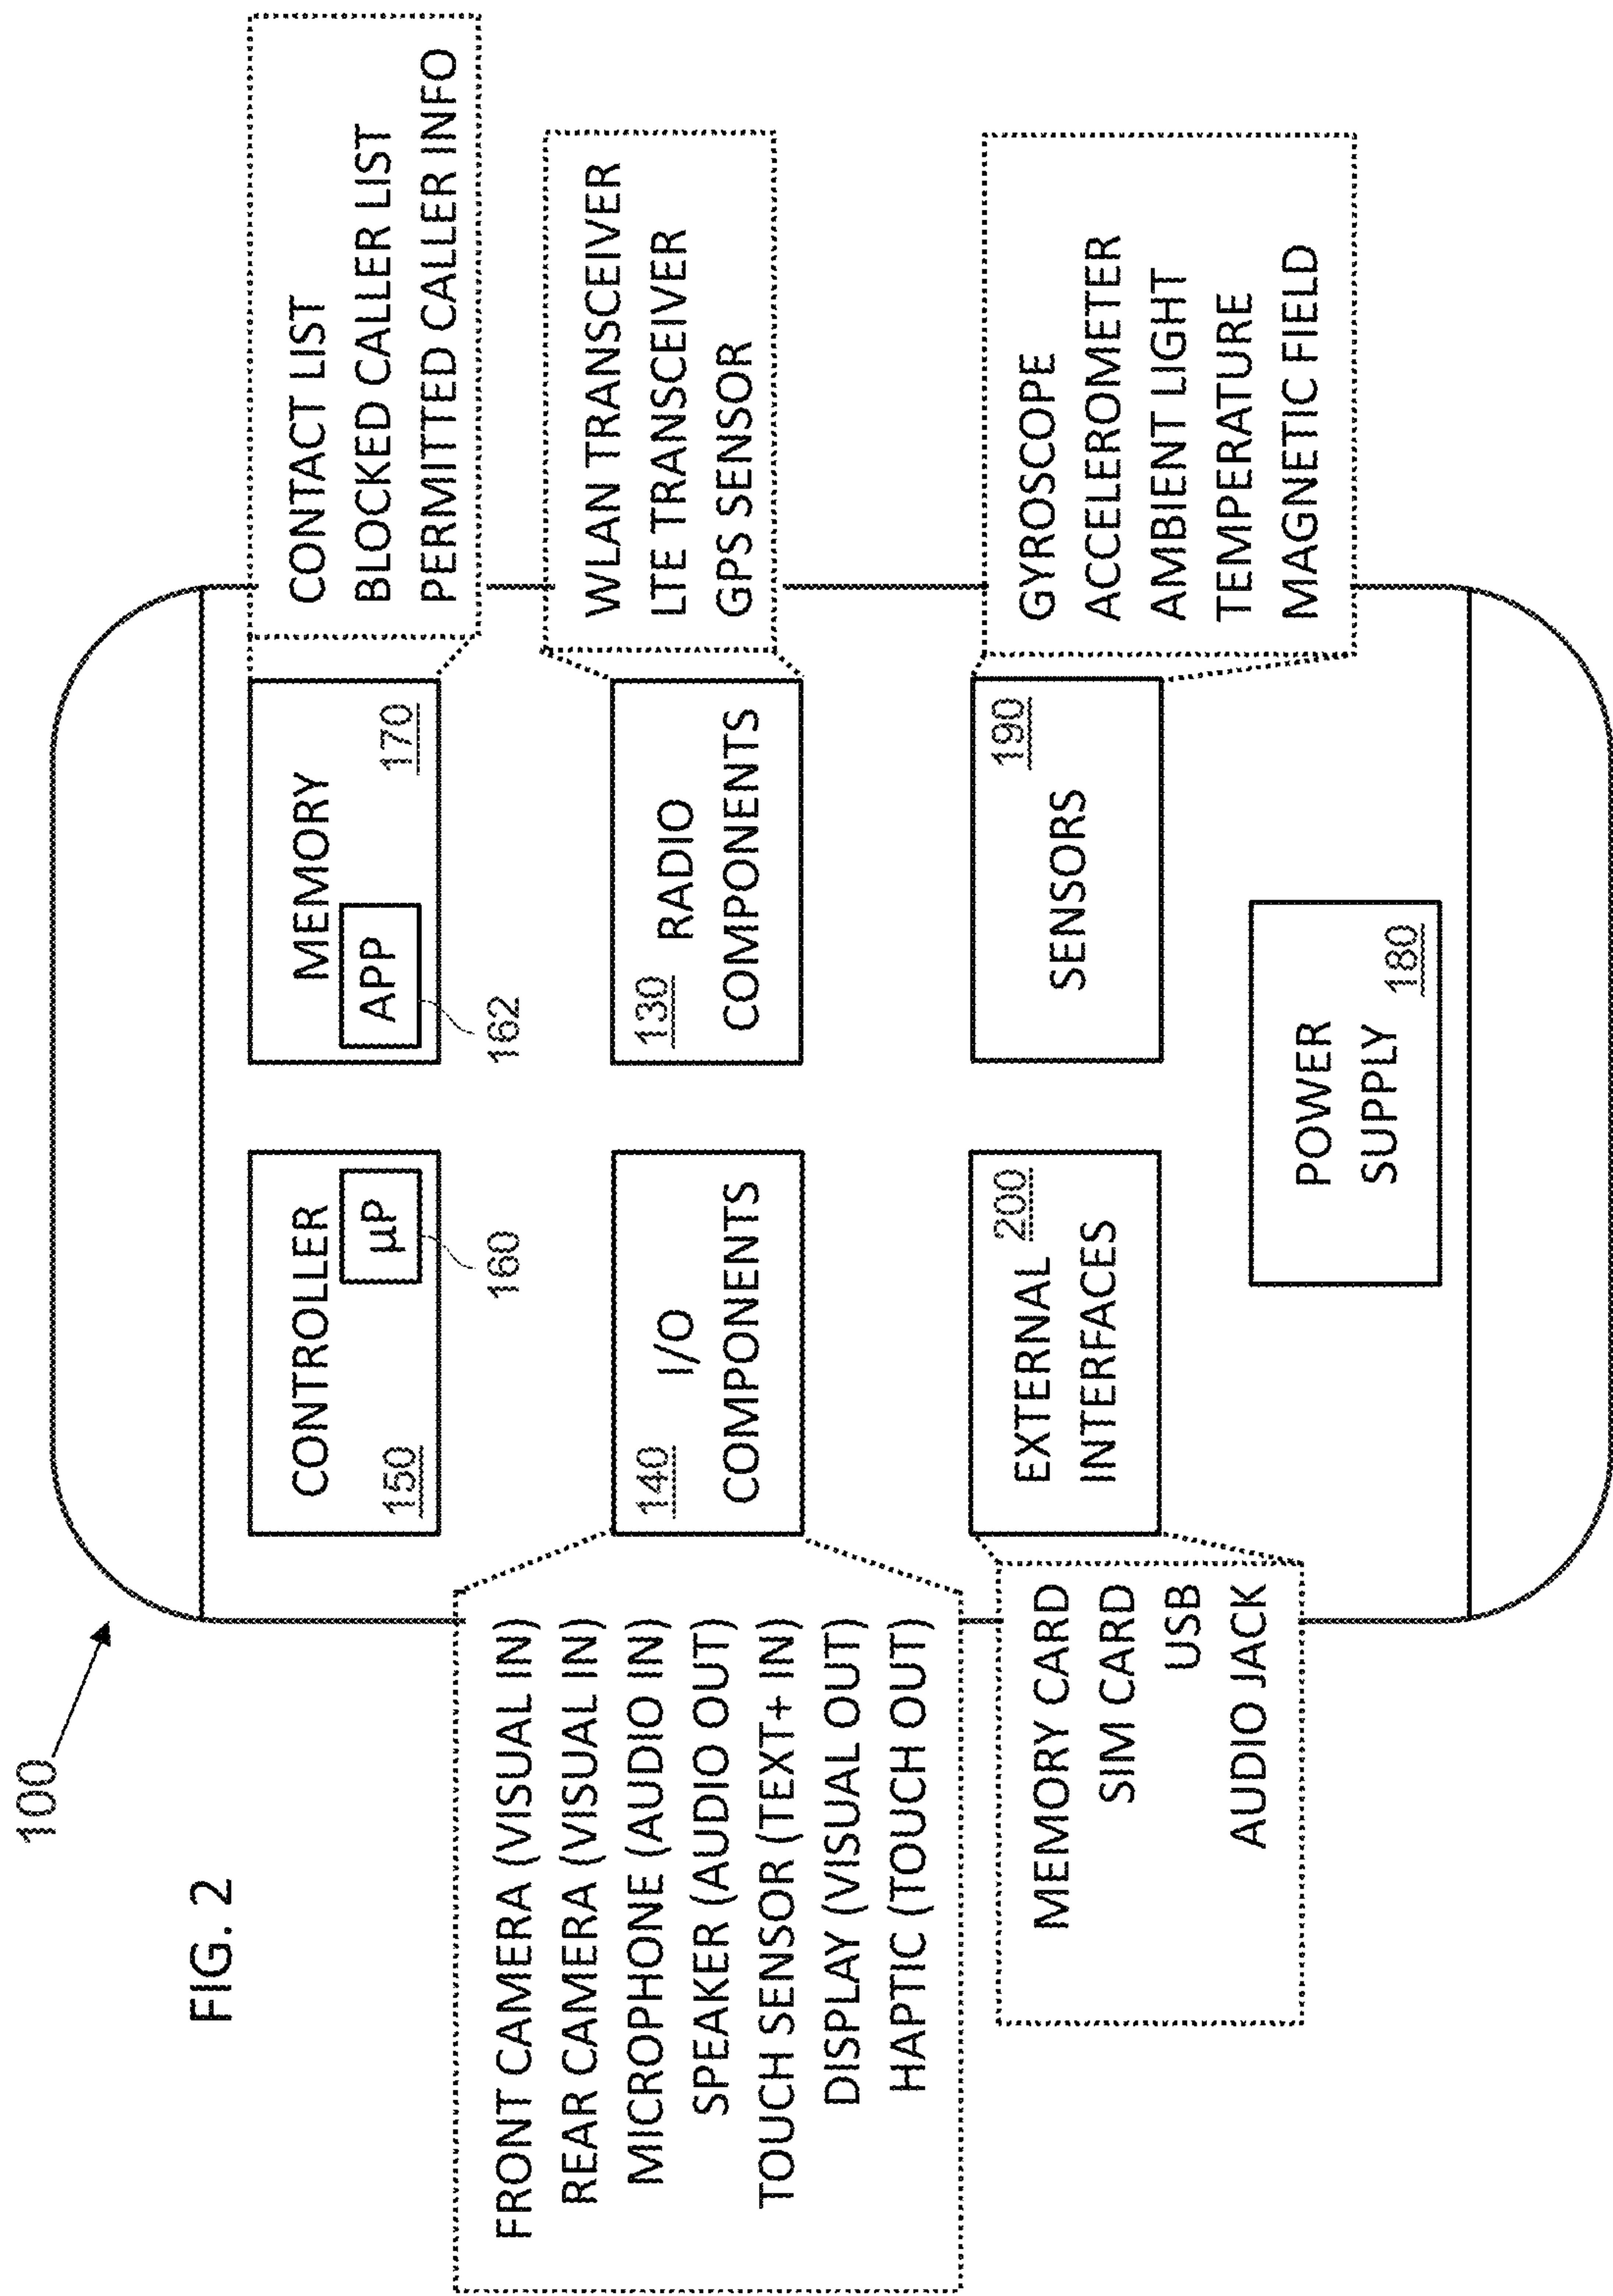 FIG. 2
100
CONTROLLER
150
µP
160
MEMORY
APP
170
162
CONTACT LIST
BLOCKED CALLER LIST
PERMITTED CALLER INFO
FRONT CAMERA (VISUAL IN)
REAR CAMERA (VISUAL IN)
MICROPHONE (AUDIO IN)
SPEAKER (AUDIO OUT)
TOUCH SENSOR (TEXT+ IN)
DISPLAY (VISUAL OUT)
HAPTIC (TOUCH OUT)
140
I/O
COMPONENTS
130
RADIO
COMPONENTS
WLAN TRANSCEIVER
LTE TRANSCEIVER
GPS SENSOR
MEMORY CARD
SIM CARD
USB
AUDIO JACK
200
EXTERNAL
INTERFACES
190
SENSORS
GYROSCOPE
ACCELEROMETER
AMBIENT LIGHT
TEMPERATURE
MAGNETIC FIELD
POWER
SUPPLY
180